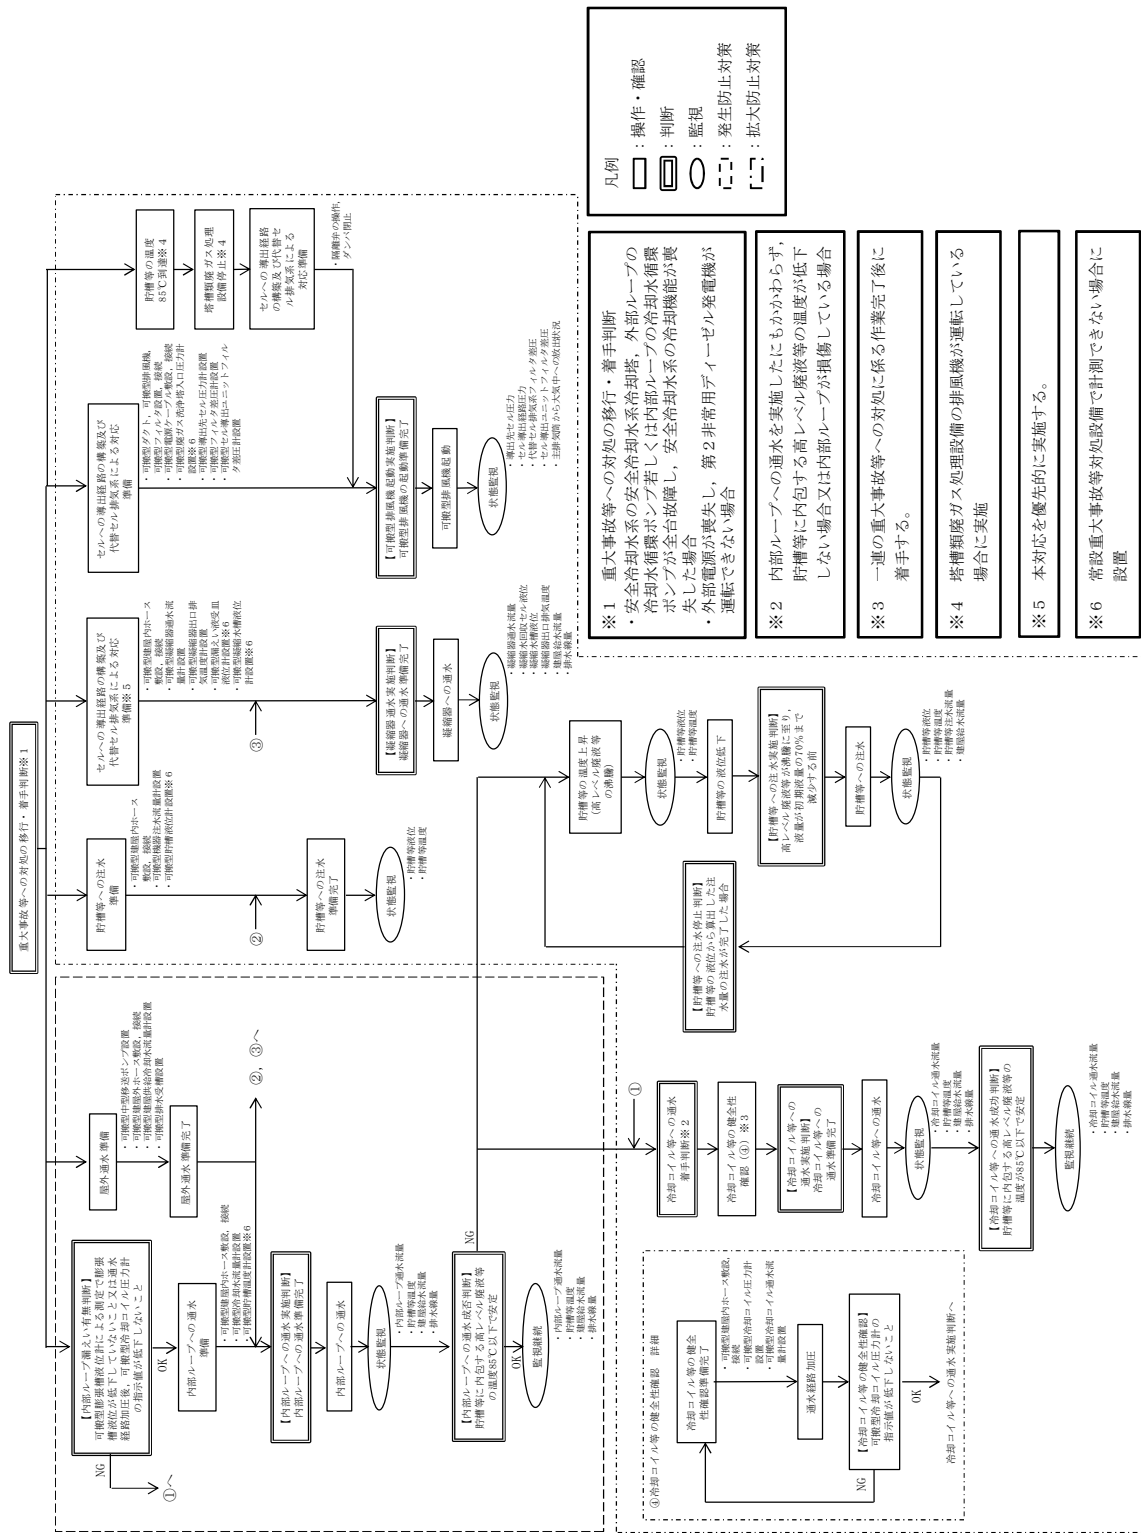 重大事故等への対処の移行・着手判断※1
【内部ループ漏えい有無判断】
可搬型膨張槽液位計による測定で膨張
槽液位が低下していないこと又は通水
経路加圧後，可搬型冷却コイル圧力計
の指示値が低下しないこと
NG
①へ
OK
内部ループへの通水
準備
・可搬型建屋内ホース敷設，接続
・可搬型冷却水流量計設置
・可搬型貯槽温度計設置※6
【内部ループへの通水実施判断】
内部ループへの通水準備完了
内部ループへの通水
状態監視
・内部ループ通水流量
・貯槽等温度
・建屋給水流量
・排水線量
【内部ループへの通水成否判断】
貯槽等に内包する高レベル廃液等
の温度85℃以下で安定
NG
OK
監視継続
・内部ループ通水流量
・貯槽等温度
・建屋給水流量
・排水線量
屋外通水準備
・可搬型中型移送ポンプ設置
・可搬型建屋外ホース敷設，接続
・可搬型建屋供給冷却水流量計設置
・可搬型排水受槽設置
屋外通水準備完了
②，③へ
貯槽等への注水
準備
・可搬型建屋内ホース
敷設，接続
・可搬型機器注水流量計設置
・可搬型貯槽液位計設置※6
②
貯槽等への注水
準備完了
状態監視
・貯槽等液位
・貯槽等温度
セルへの導出経路の構築及び
代替セル排気系による対応
準備※5
・可搬型建屋内ホース
敷設，接続
・可搬型凝縮器通水流
量計設置
・可搬型凝縮器出口排
気温度計設置
・可搬型漏えい液受皿
液位計設置※6
・可搬型凝縮水槽液位
計設置※6
③
【凝縮器通水実施判断】
凝縮器への通水準備完了
凝縮器への通水
状態監視
・凝縮器通水流量
・凝縮水回収セル液位
・凝縮水槽液位
・凝縮器出口排気温度
・建屋給水流量
・排水線量
セルへの導出経路の構築及び
代替セル排気系による対応
準備
・可搬型ダクト，可搬型排風機，
可搬型フィルタ設置，接続
・可搬型電源ケーブル敷設，接続
・可搬型廃ガス洗浄塔入口圧力計
設置※6
・可搬型導出先セル圧力計設置
・可搬型フィルタ差圧計設置
・可搬型セル導出ユニットフィル
タ差圧計設置
【可搬型排風機起動実施判断】
可搬型排風機の起動準備完了
可搬型排風機起動
状態監視
・導出先セル圧力
・セル導出経路圧力
・代替セル排気系フィルタ差圧
・セル導出ユニットフィルタ差圧
・主排気筒から大気中への放出状況
貯槽等の温度
85℃到達※4
塔槽類廃ガス処理
設備停止※4
セルへの導出経路
の構築及び代替セ
ル排気系による
対応準備
・隔離弁の操作，
ダンパ閉止
①
冷却コイル等への通水
着手判断※2
冷却コイル等の健全性
確認（④）※3
【冷却コイル等への
通水実施判断】
冷却コイル等への
通水準備完了
冷却コイル等への通水
状態監視
・冷却コイル通水流量
・貯槽等温度
・建屋給水流量
・排水線量
【冷却コイル等への通水成功判断】
貯槽等に内包する高レベル廃液等の
温度が85℃以下で安定
監視継続
・冷却コイル通水流量
・貯槽等温度
・建屋給水流量
・排水線量
④冷却コイル等の健全性確認　詳細
冷却コイル等の健全
性確認準備完了
・可搬型建屋内ホース敷設，
接続
・可搬型冷却コイル圧力計
設置
・可搬型冷却コイル通水流
量計設置
通水経路加圧
【冷却コイル等の健全性確認】
可搬型冷却コイル圧力計の
指示値が低下しないこと
NG
OK
冷却コイル等への通水実施判断へ
貯槽等の温度上昇
（高レベル廃液等
の沸騰）
状態監視
・貯槽等液位
・貯槽等温度
貯槽等の液位低下
【貯槽等への注水実施判断】
高レベル廃液等が沸騰に至り，
液量が初期液量の70%まで
減少する前
貯槽等への注水
状態監視
・貯槽等液位
・貯槽等温度
・貯槽等注水流量
・建屋給水流量
【貯槽等への注水停止判断】
貯槽等の液位から算出した注
水量の注水が完了した場合
※1　重大事故等への対処の移行・着手判断
・安全冷却水系の安全冷却水系冷却塔，外部ループの
冷却水循環ポンプ若しくは内部ループの冷却水循環
ポンプが全台故障し，安全冷却水系の冷却機能が喪
失した場合
・外部電源が喪失し，第2非常用ディーゼル発電機が
運転できない場合
※2　内部ループへの通水を実施したにもかかわらず，
貯槽等に内包する高レベル廃液等の温度が低下
しない場合又は内部ループが損傷している場合
※3　一連の重大事故等への対処に係る作業完了後に
着手する。
※4　塔槽類廃ガス処理設備の排風機が運転している
場合に実施
※5　本対応を優先的に実施する。
※6　常設重大事故等対処設備で計測できない場合に
設置
凡例
：操作・確認
：判断
：監視
：発生防止対策
：拡大防止対策